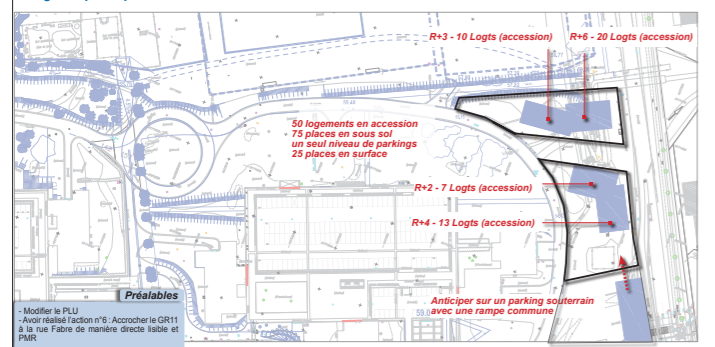 R+3 - 10 Logts (accession)
R+6 - 20 Logts (accession)
50 logements en accession
75 places en sous sol
un seul niveau de parkings
25 places en surface
R+2 - 7 Logts (accession)
R+4 - 13 Logts (accession)
Anticiper sur un parking souterrain
avec une rampe commune
59.0
Préalables
- Modifier le PLU
- Avoir réalisé l'action n°6 : Accrocher le GR11
à la rue Fabre de manière directe lisible et
PMR